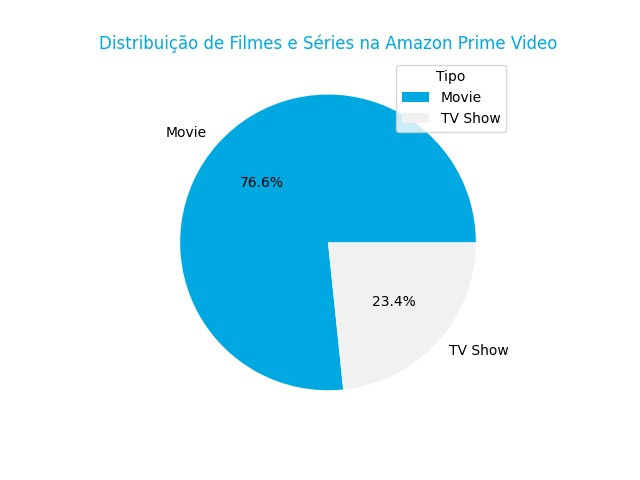 Distribuição de Filmes e Séries na Amazon Prime Video
Tipo
Movie
TV Show
Movie
76.6%
23.4%
TV Show